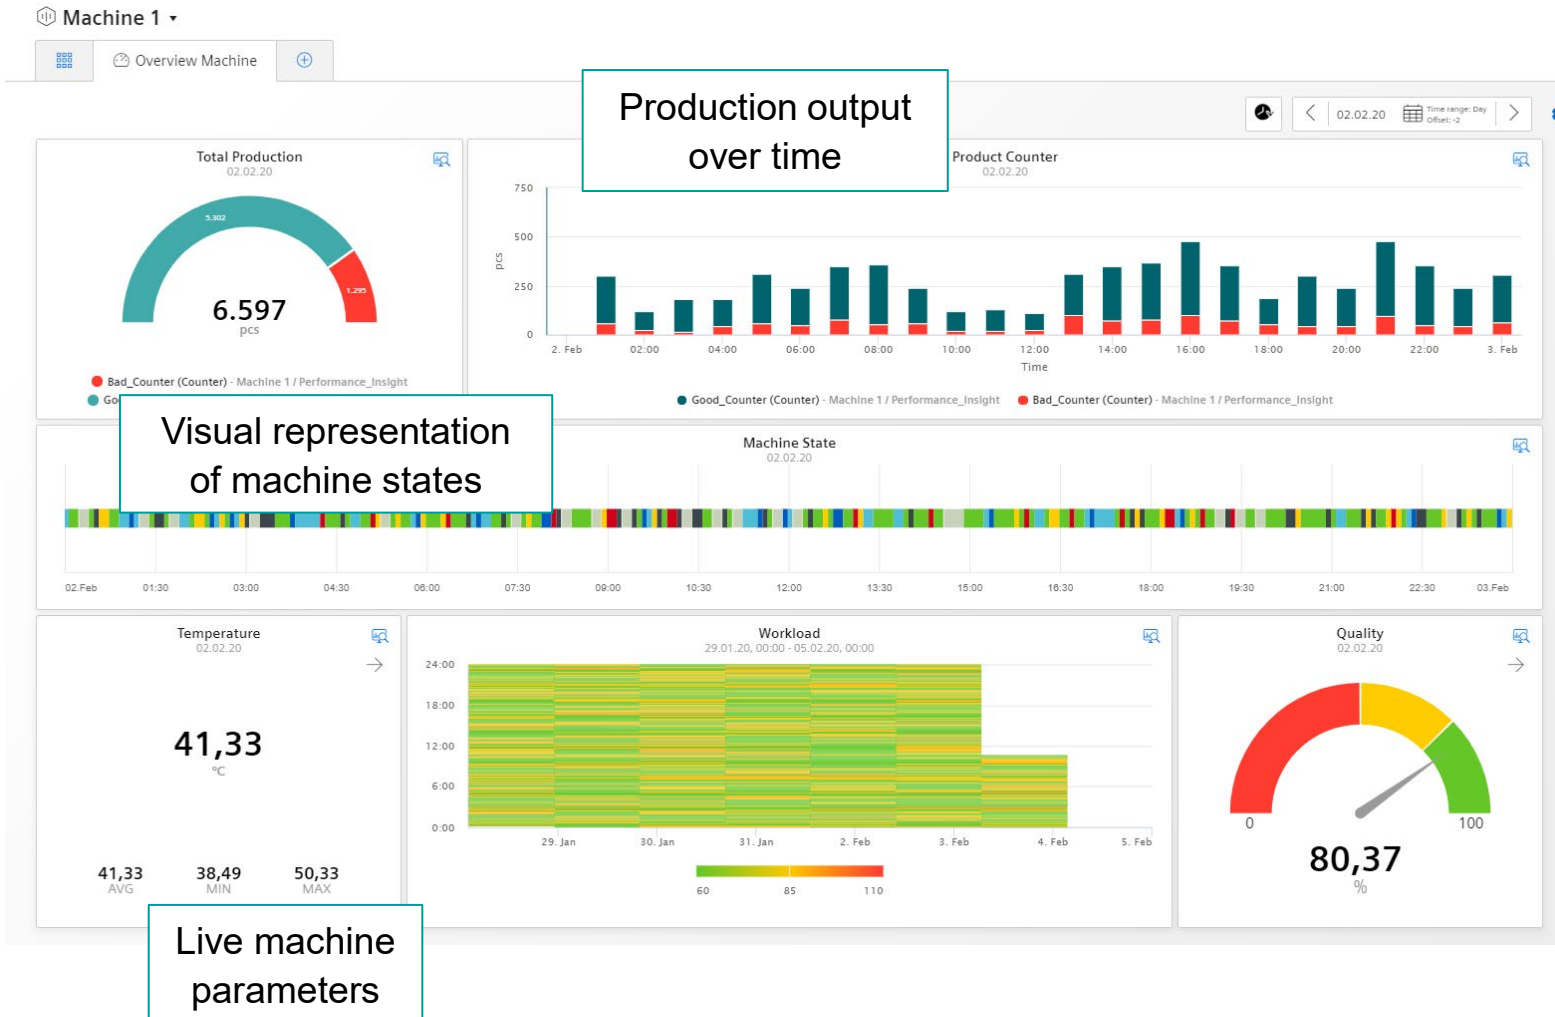 Machine 1
Overview Machine
Production output
over time
02.02.20
Time range: Day
Offset: -2
Total Production
02.02.20
5.302
1.295
6.597
pcs
Bad_Counter (Counter) - Machine 1 / Performance_Insight
Go
Product Counter
02.02.20
750
500
250
0
pcs
2. Feb
02:00
04:00
06:00
08:00
10:00
12:00
14:00
16:00
18:00
20:00
22:00
3. Feb
Time
Good_Counter (Counter) - Machine 1 / Performance_Insight
Bad_Counter (Counter) - Machine 1 / Performance_Insight
Visual representation
of machine states
Machine State
02.02.20
02.Feb
01:30
03:00
04:30
06:00
07:30
09:00
10:30
12:00
13:30
15:00
16:30
18:00
19:30
21:00
22:30
03.Feb
Temperature
02.02.20
41,33
°C
41,33
AVG
38,49
MIN
50,33
MAX
Live machine
parameters
Workload
29.01.20, 00:00 - 05.02.20, 00:00
24:00
18:00
12:00
6:00
0:00
29. Jan
30. Jan
31. Jan
2. Feb
3. Feb
4. Feb
5. Feb
60
85
110
Quality
02.02.20
0
100
80,37
%